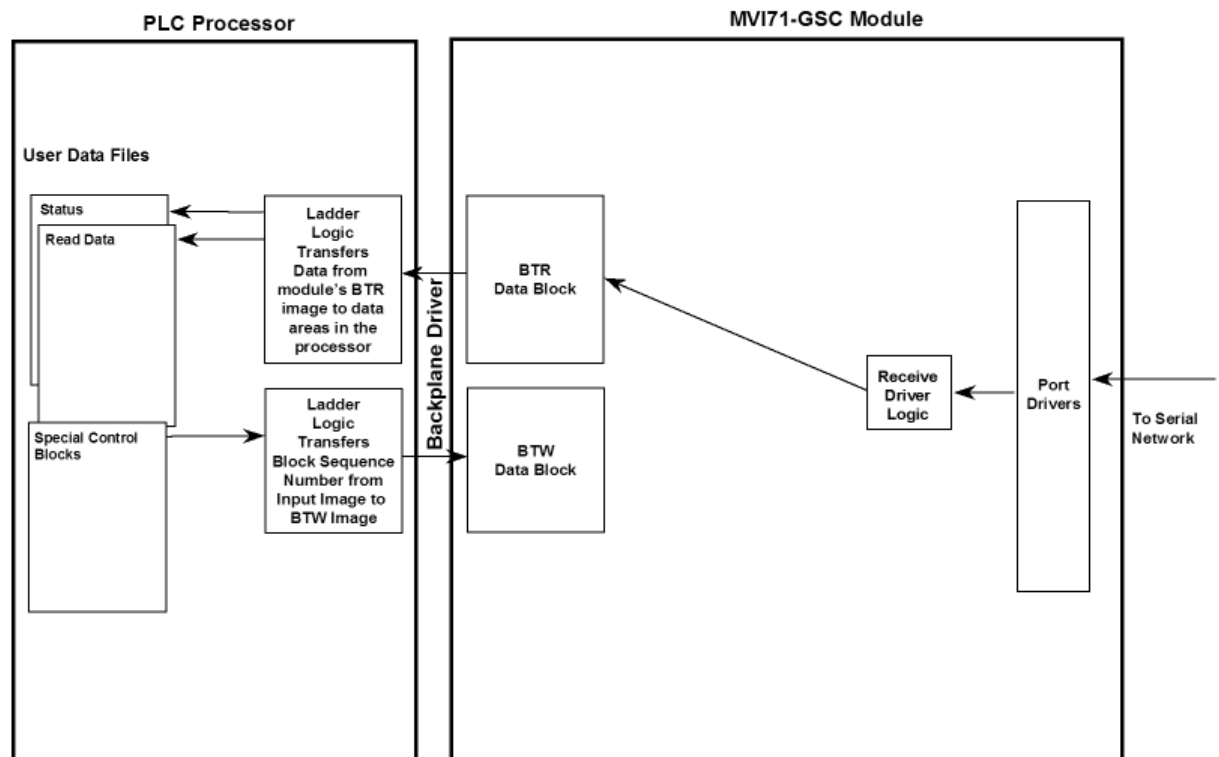 PLC Processor
MVI71-GSC Module
User Data Files
Status
Read Data
Special Control
Blocks
Ladder
Logic
Transfers
Data from
module's BTR
image to data
areas in the
processor
Ladder
Logic
Transfers
Block Sequence
Number from
Input Image to
BTW Image
Backplane Driver
BTR
Data Block
BTW
Data Block
Receive
Driver
Logic
Port
Drivers
To Serial
Network